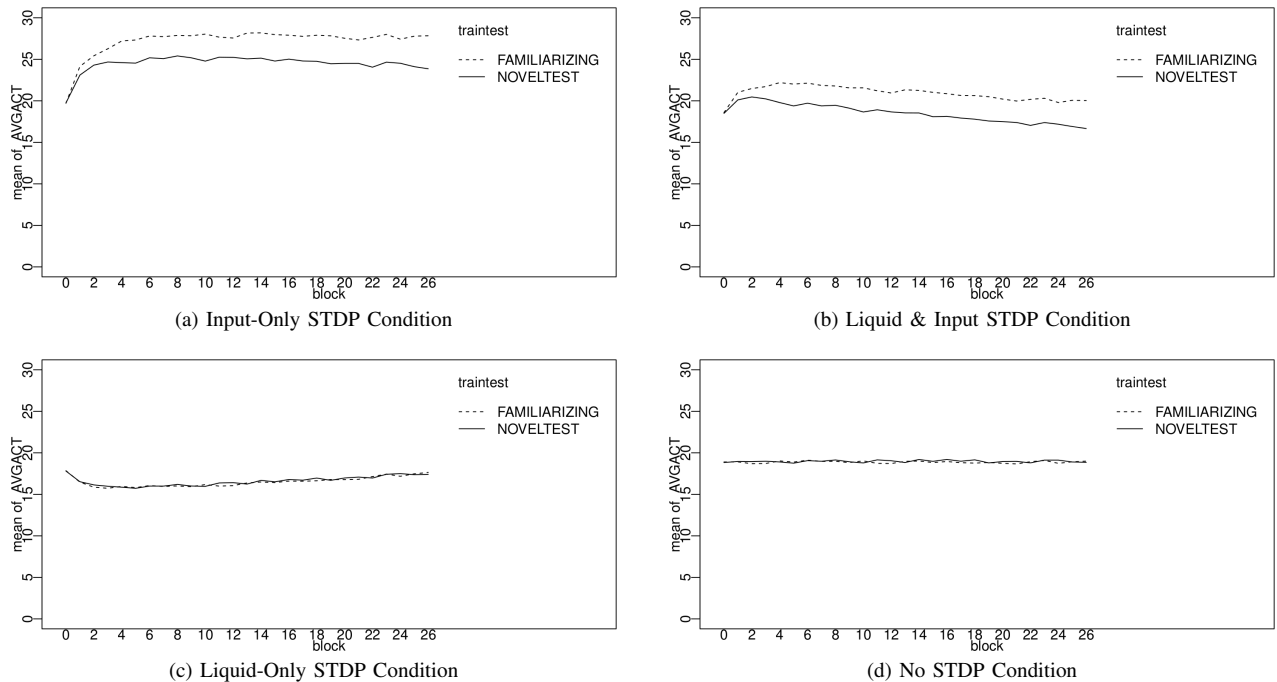 30
25
20
15
10
5
0
mean of AVGACT
traintest
FAMILIARIZING
NOVELTEST
0 2 4 6 8 10 12 14 16 18 20 22 24 26
block
(a) Input-Only STDP Condition
30
25
20
15
10
5
0
mean of AVGACT
traintest
FAMILIARIZING
NOVELTEST
0 2 4 6 8 10 12 14 16 18 20 22 24 26
block
(b) Liquid & Input STDP Condition
30
25
20
15
10
5
0
mean of AVGACT
traintest
FAMILIARIZING
NOVELTEST
0 2 4 6 8 10 12 14 16 18 20 22 24 26
block
(c) Liquid-Only STDP Condition
30
25
20
15
10
5
0
mean of AVGACT
traintest
FAMILIARIZING
NOVELTEST
0 2 4 6 8 10 12 14 16 18 20 22 24 26
block
(d) No STDP Condition